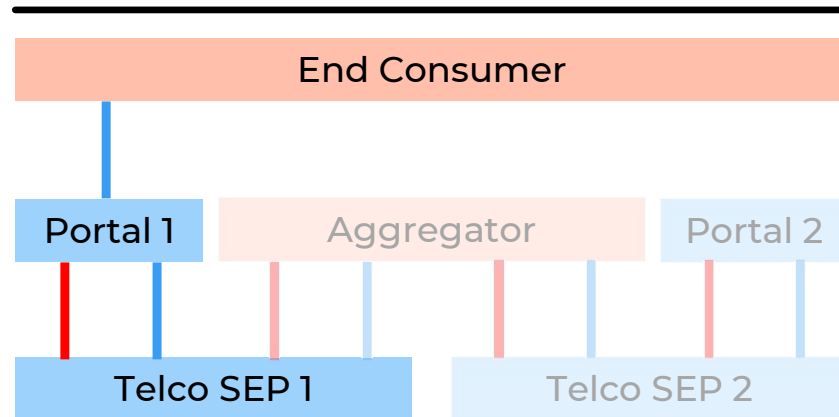 End Consumer
Portal 1
Aggregator
Portal 2
Telco SEP 1
Telco SEP 2